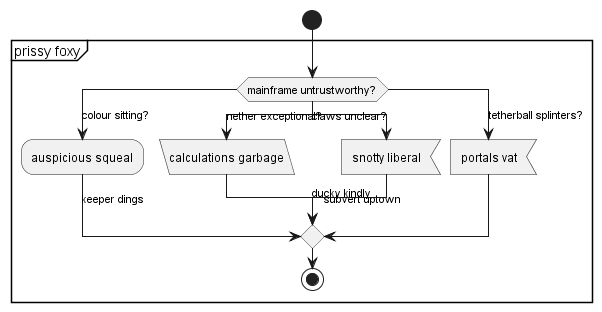 prissy foxy
mainframe untrustworthy?
colour sitting?
nether exceptional?
claws unclear?
tetherball splinters?
auspicious squeal
calculations garbage
snotty liberal
portals vat
keeper dings
ducky kindly
subvert uptown